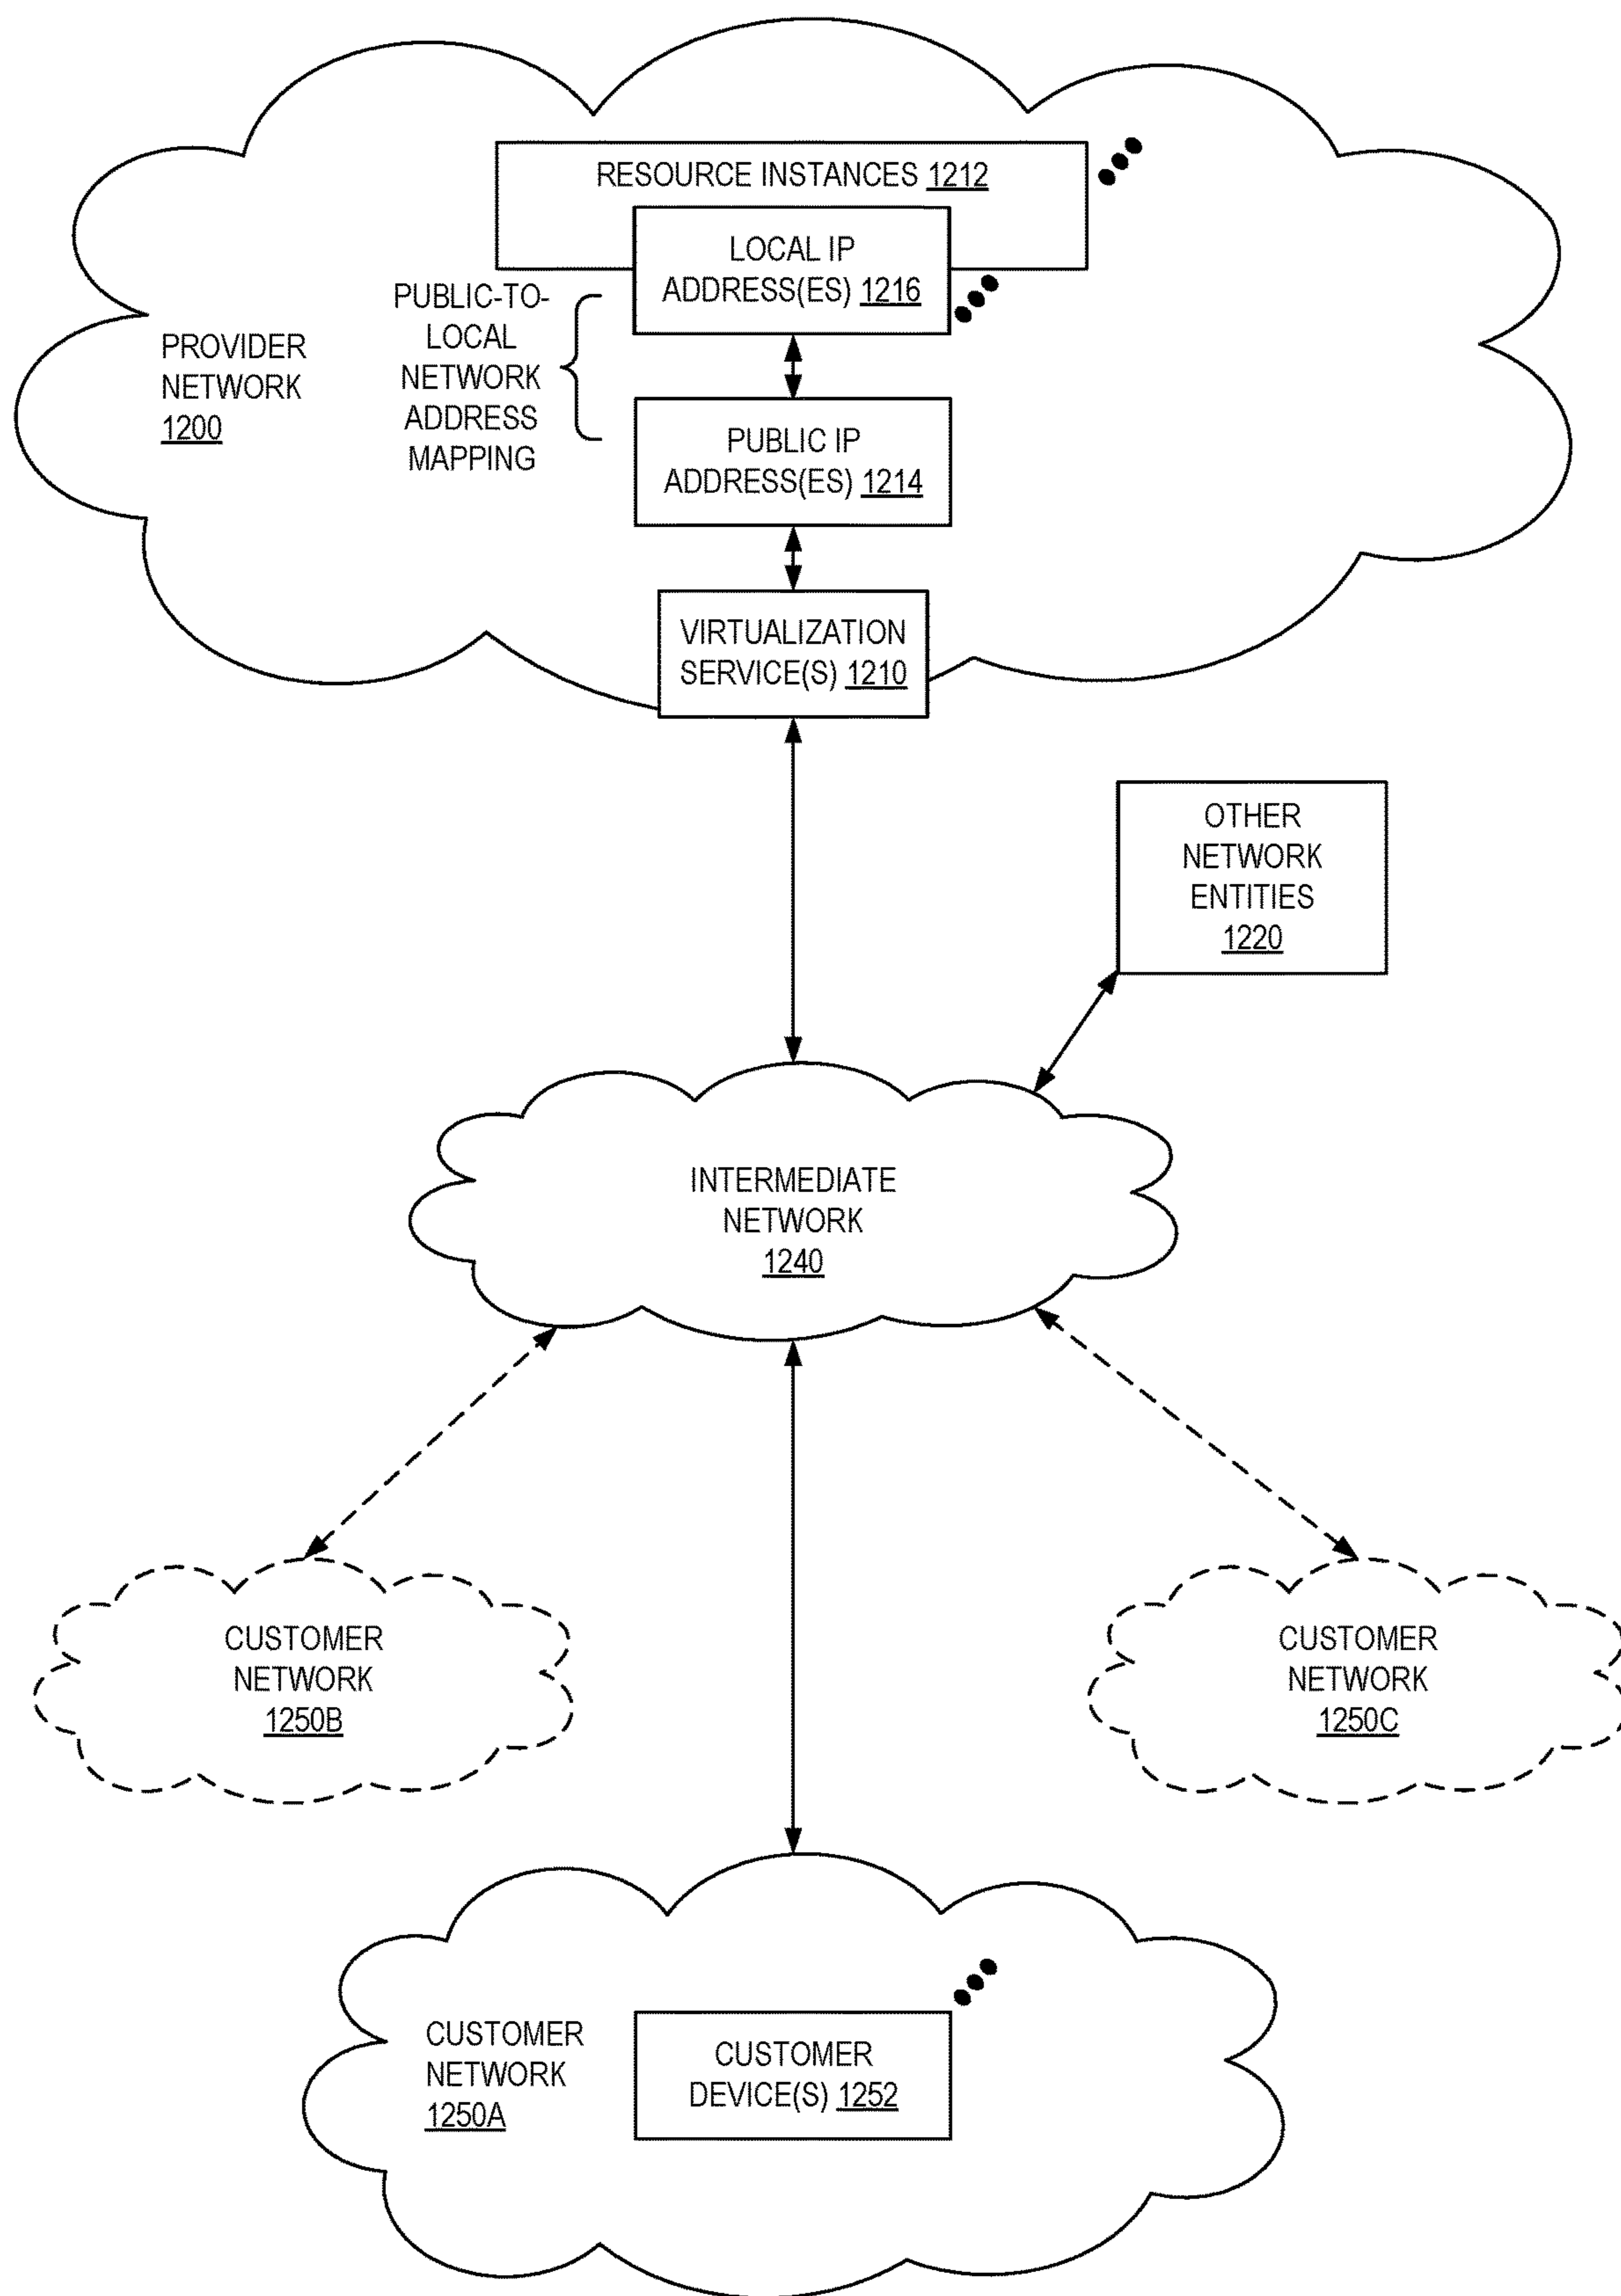 RESOURCE INSTANCES 1212
LOCAL IP
ADDRESS(ES) 1216
PUBLIC-TO-
LOCAL
NETWORK
ADDRESS
MAPPING
PROVIDER
NETWORK
1200
PUBLIC IP
ADDRESS(ES) 1214
VIRTUALIZATION
SERVICE(S) 1210
OTHER
NETWORK
ENTITIES
1220
INTERMEDIATE
NETWORK
1240
CUSTOMER
NETWORK
1250B
CUSTOMER
NETWORK
1250C
CUSTOMER
NETWORK
1250A
CUSTOMER
DEVICE(S) 1252